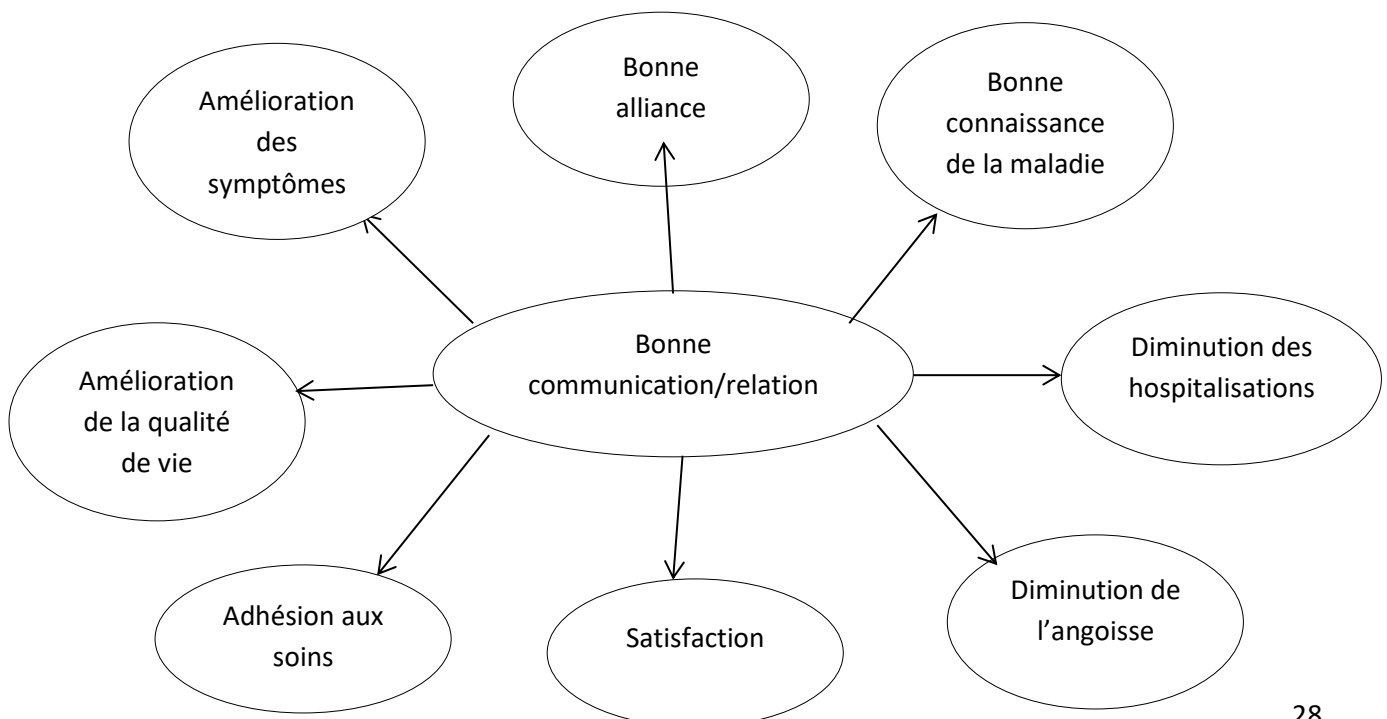 Bonne
alliance
Bonne
connaissance
de la maladie
Amélioration
des
symptômes
Bonne
communication/relation
Diminution des
hospitalisations
Amélioration
de la qualité
de vie
Adhésion aux
soins
Satisfaction
Diminution de
l’angoisse
28